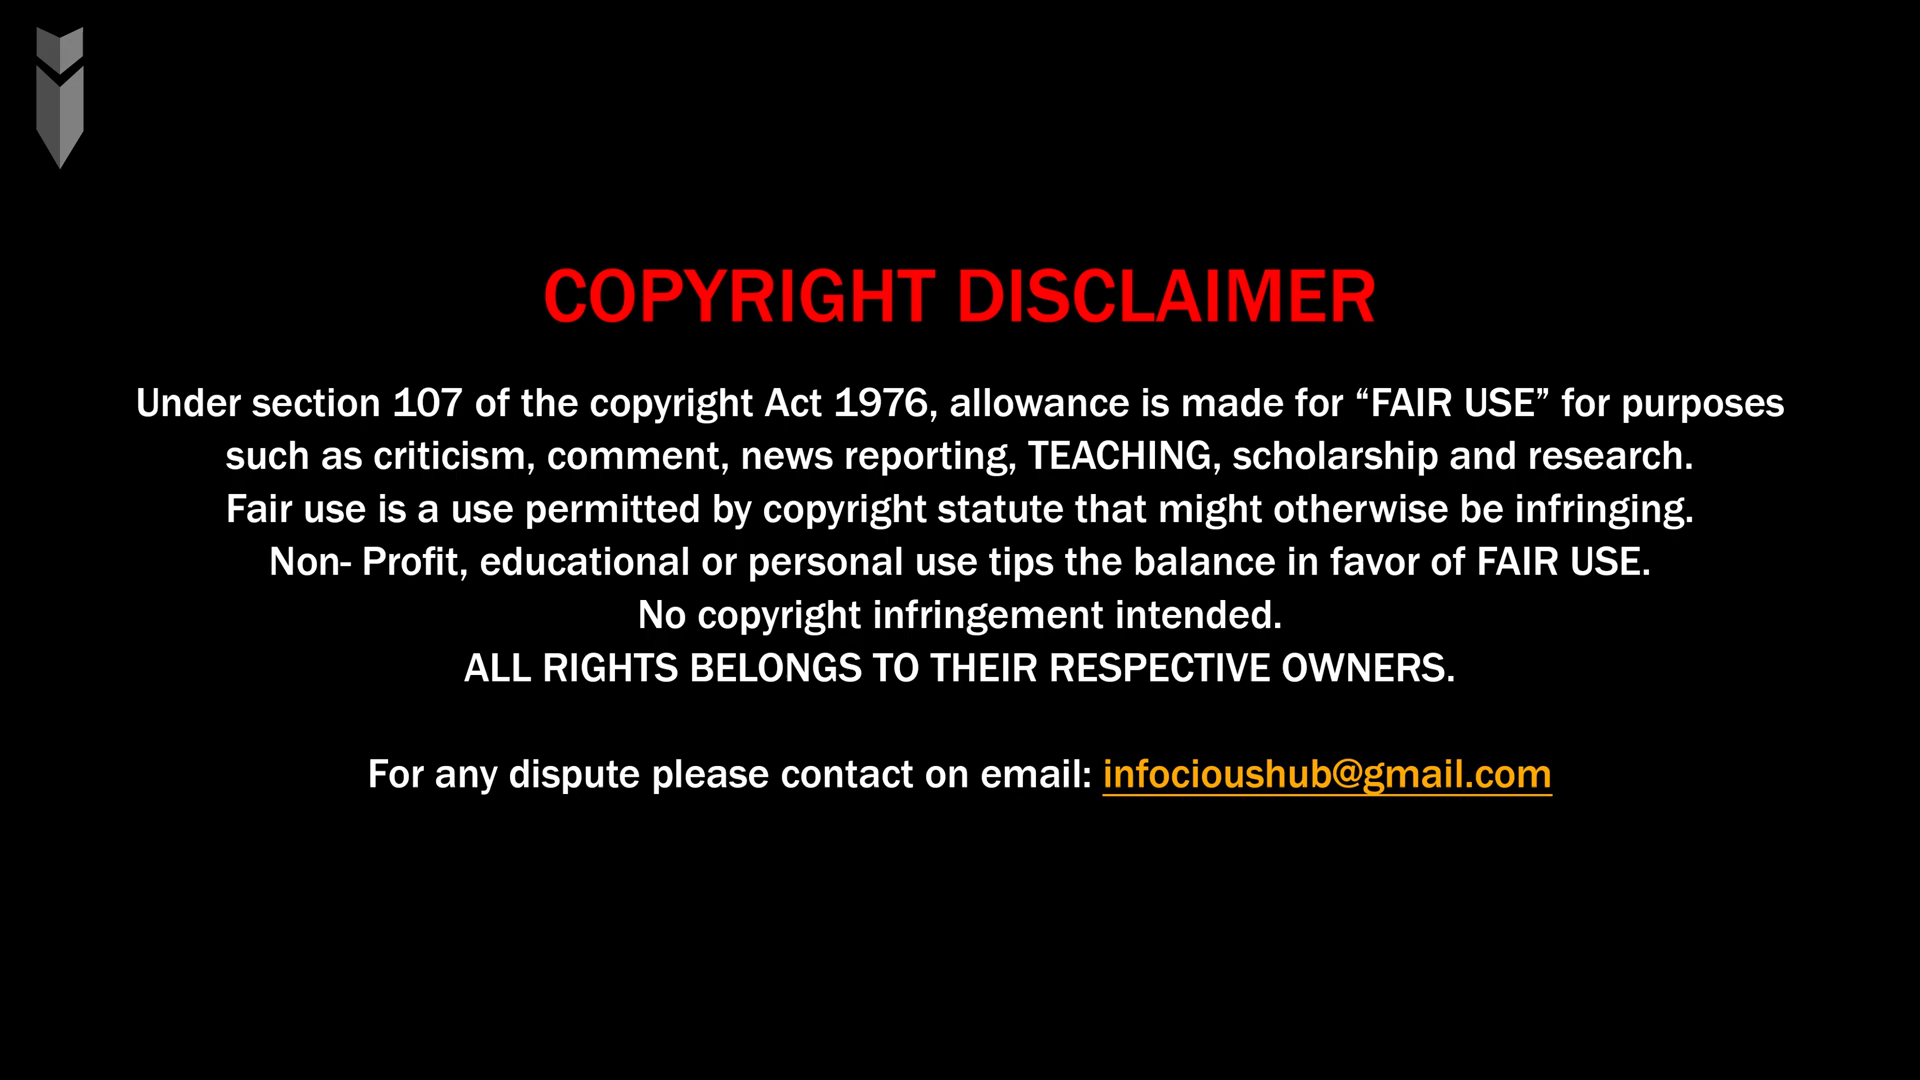 COPYRIGHT DISCLAIMER
Under section 107 of the copyright Act 1976, allowance is made for “FAIR USE” for purposes
such as criticism, comment, news reporting, TEACHING, scholarship and research.
Fair use is a use permitted by copyright statute that might otherwise be infringing.
Non- Profit, educational or personal use tips the balance in favor of FAIR USE.
No copyright infringement intended.
ALL RIGHTS BELONGS TO THEIR RESPECTIVE OWNERS.
For any dispute please contact on email: infocioushub@gmail.com